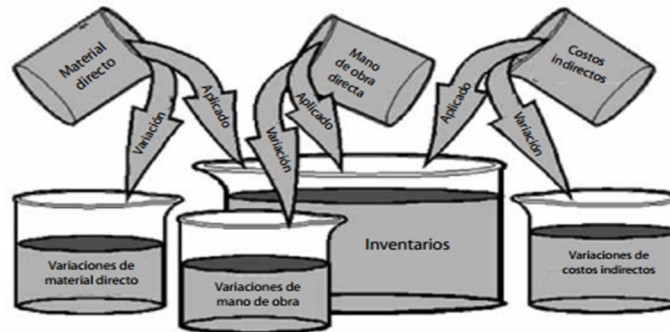 Material
directo
Mano
de obra
directa
Costos
indirectos
Variación
Aplicado
Variación
Aplicado
Aplicado
Variación
Inventarios
Variaciones de
material directo
Variaciones de
mano de obra
Variaciones de
costos indirectos